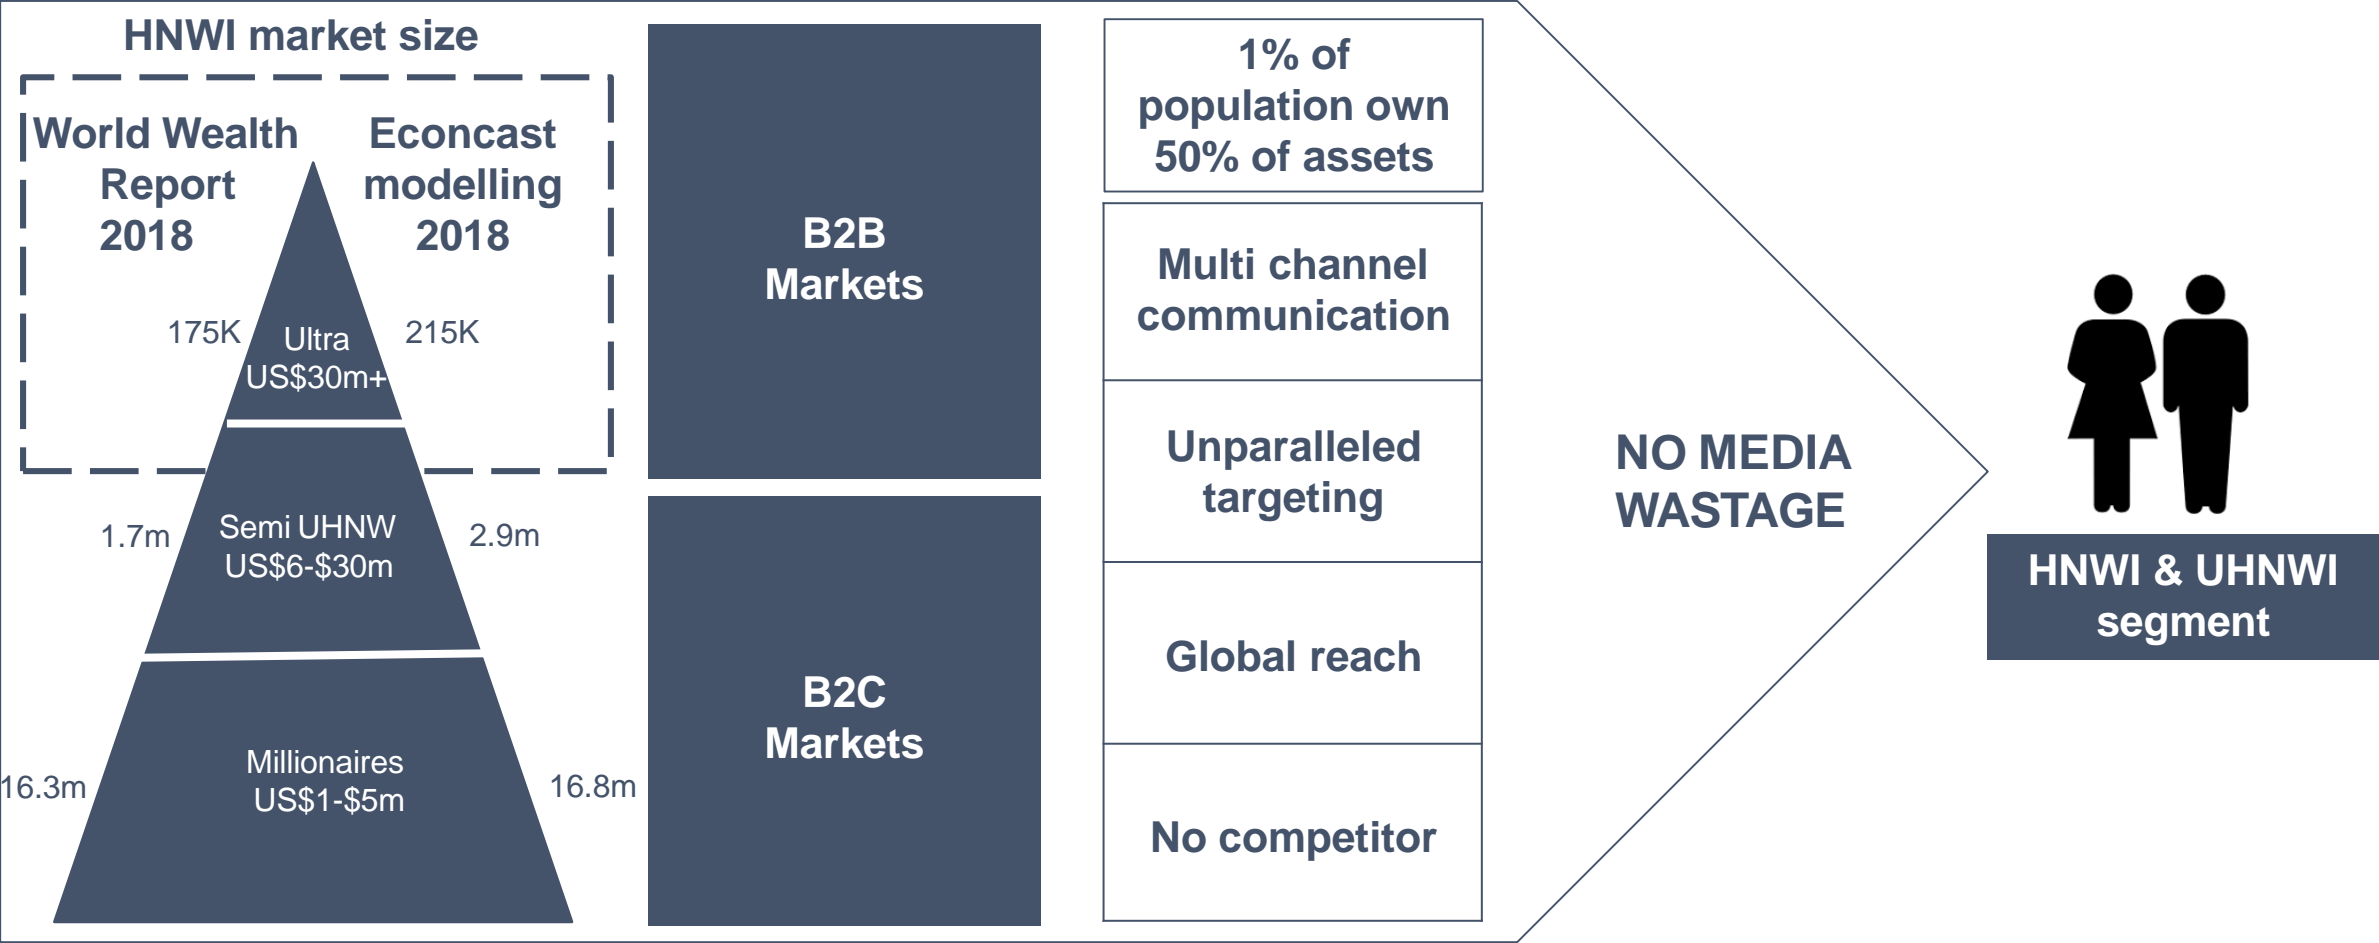 HNWI market size
World Wealth
Report
2018
Econcast
modelling
2018
175K
Ultra
US$30m+
215K
1.7m
Semi UHNW
US$6-$30m
2.9m
16.3m
Millionaires
US$1-$5m
16.8m
B2B
Markets
B2C
Markets
1% of
population own
50% of assets
Multi channel
communication
Unparalleled
targeting
Global reach
No competitor
NO MEDIA
WASTAGE
HNWI & UHNWI
segment